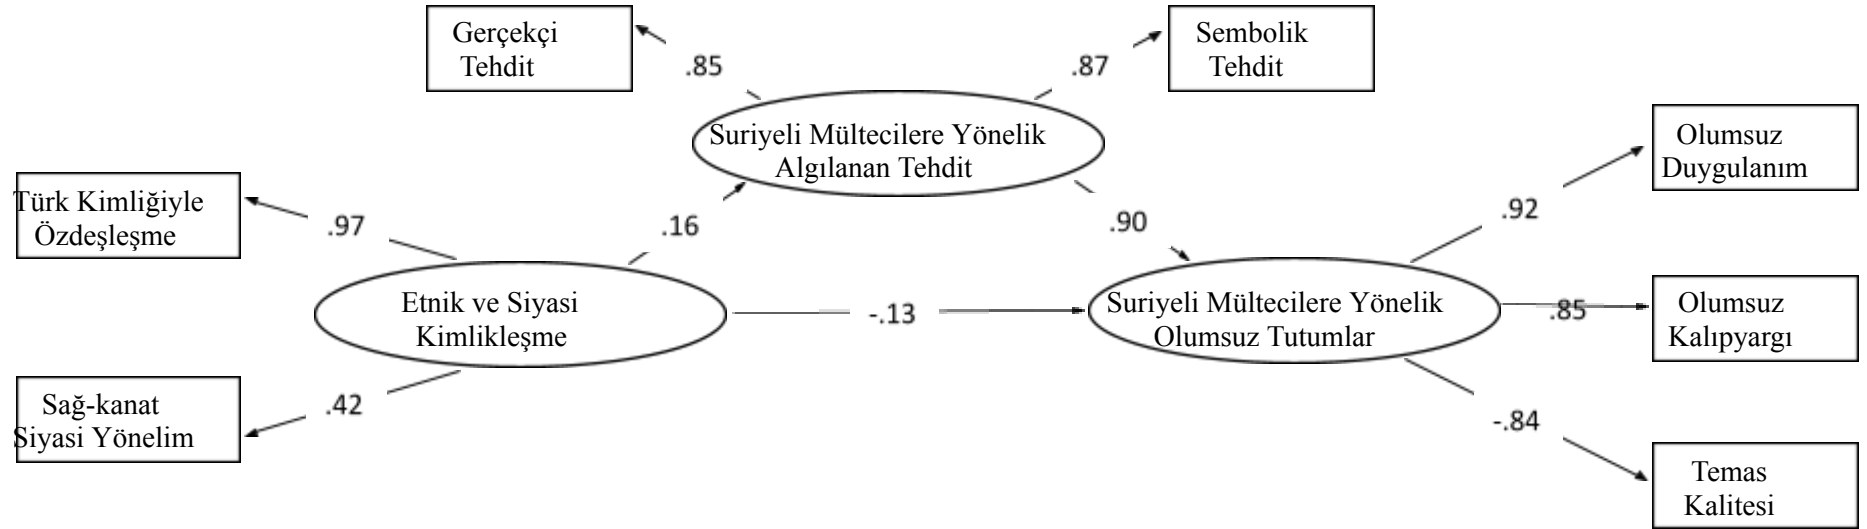 Gerçekçi
Tehdit
Sembolik
Tehdit
.85
.87
Suriyeli Mültecilere Yönelik
Algılanan Tehdit
Olumsuz
Duygulanım
Türk Kimliğiyle
Özdeşleşme
.97
.16
.90
.92
Etnik ve Siyasi
Kimlikleşme
-.13
Suriyeli Mültecilere Yönelik
Olumsuz Tutumlar
.85
Olumsuz
Kalıpyargı
Sağ-kanat
Siyasi Yönelim
.42
-.84
Temas
Kalitesi